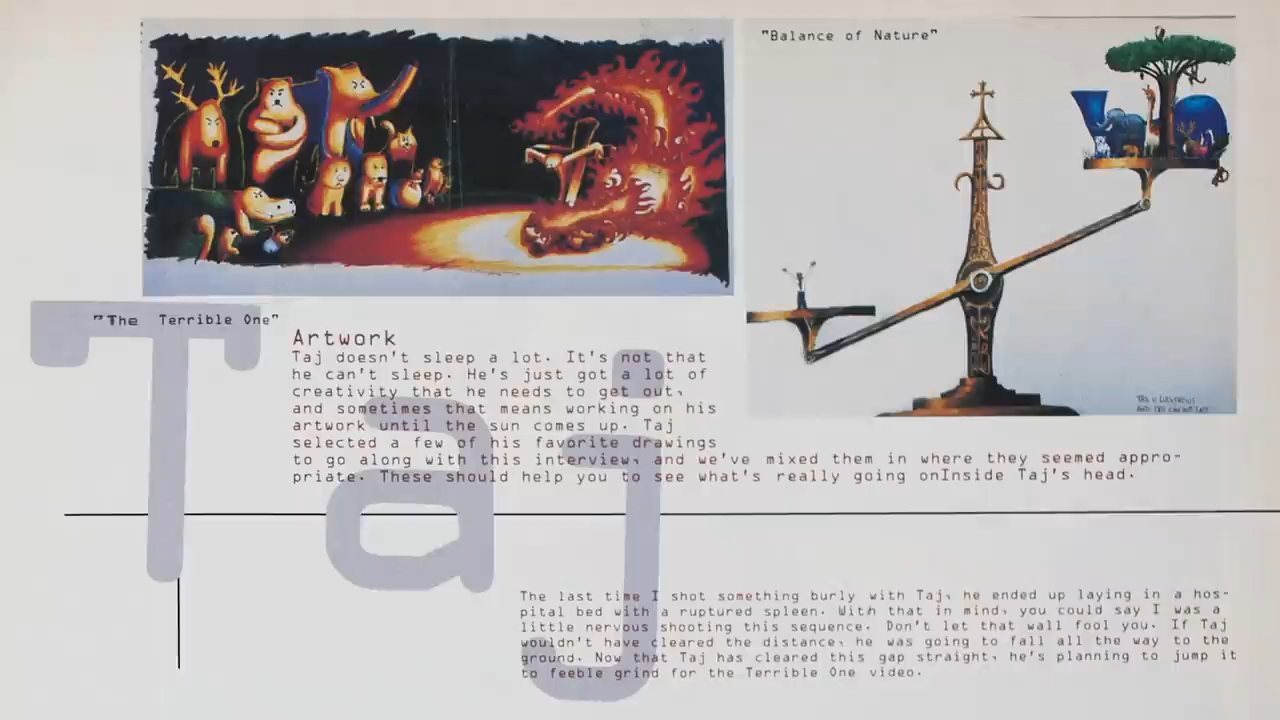 "Balance of Nature"
"The Terrible One"
Taj
Artwork
Taj doesn't sleep a lot. It's not that
he can't sleep. He's just got a lot of
creativity that he needs to get out,
and sometimes that means working on his
artwork until the sun comes up. Taj
selected a few of his favorite drawings
to go along with this interview, and we've mixed them in where they seemed appro-
priate. These should help you to see what's really going onInside Taj's head.
The last time I shot something burly with Taj, he ended up laying in a hos-
pital bed with a ruptured spleen. With that in mind, you could say I was a
little nervous shooting this sequence. Don't let that wall fool you. If Taj
wouldn't have cleared the distance, he was going to fall all the way to the
ground. Now that Taj has cleared this gap straight, he's planning to jump it
to feeble grind for the Terrible One video.